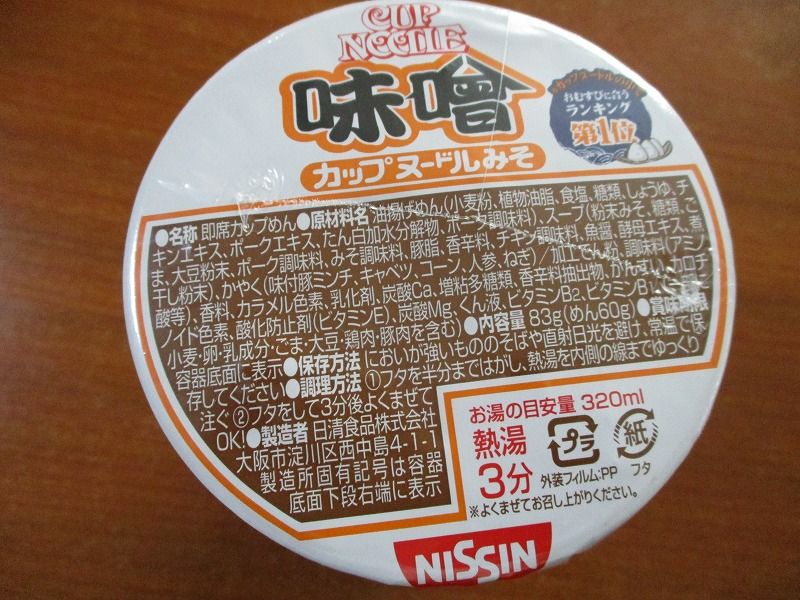 CUP
NOODLE
味噌
カップヌードルみそ
カップヌードルの中で
おむすびに合う
ランキング
第1位
●名称 即席カップめん●原材料名 油揚げめん(小麦粉、植物油脂、食塩、糖類、しょうゆ、チ
キンエキス、ポークエキス、たん白加水分解物、ポーク調味料)、スープ(粉末みそ、糖類、ご
ま、大豆粉末、ポーク調味料、みそ調味料、豚脂、香辛料、チキン調味料、魚醤、酵母エキス、煮
干し粉末)、かやく(味付豚ミンチ、キャベツ、コーン、人参、ねぎ)/加工でん粉、調味料(アミノ
酸等)、香料、カラメル色素、乳化剤、炭酸Ca、増粘多糖類、香辛料抽出物、かんすい、カロチ
ノイド色素、酸化防止剤(ビタミンE)、炭酸Mg、くん液、ビタミンB2、ビタミンB1、(一部に
小麦・卵・乳成分・ごま・大豆・鶏肉・豚肉を含む)●内容量 83g(めん60g)●賞味期限
容器底面に表示●保存方法 においが強いもののそばや直射日光を避け、常温で保
存してください●調理方法 ①フタを半分まではがし、熱湯を内側の線までゆっくり
注ぐ ②フタをして3分後よくまぜて
OK!●製造者 日清食品株式会社
大阪市淀川区西中島4-1-1
製造所固有記号は容器
底面下段右端に表示
お湯の目安量 320ml
熱湯
3分
プラ
紙
外装フィルム:PP フタ
※よくまぜてお召し上がりください。
NISSIN